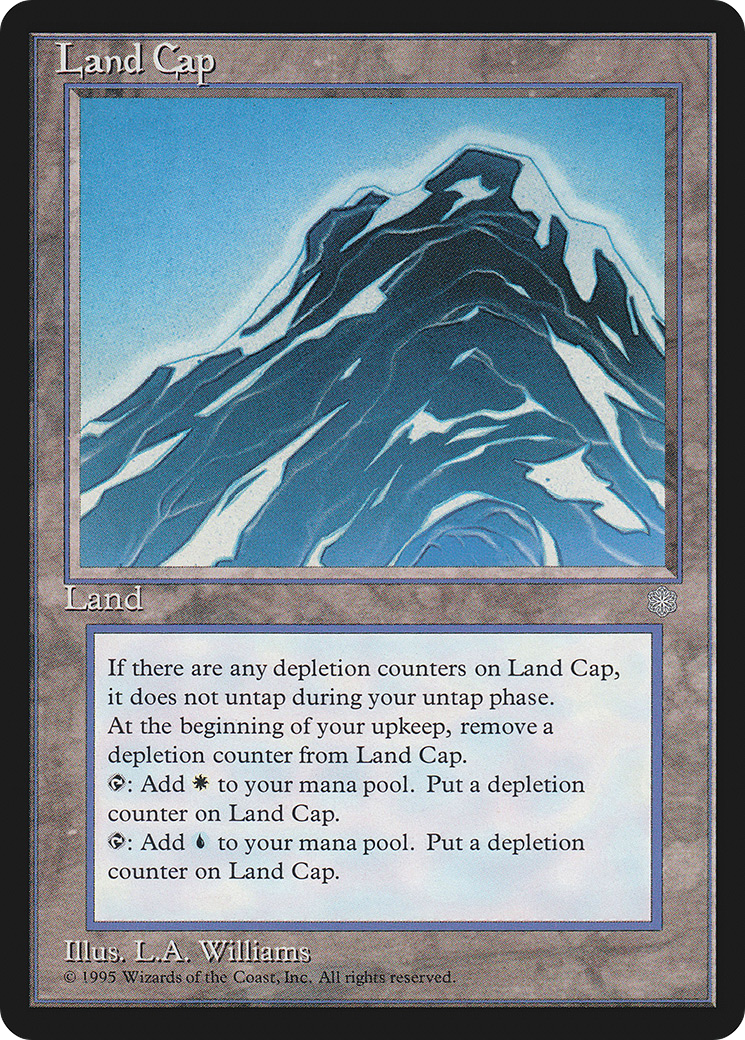 Land Cap
Land
If there are any depletion counters on Land Cap,
it does not untap during your untap phase.
At the beginning of your upkeep, remove a
depletion counter from Land Cap.
: Add to your mana pool. Put a depletion
counter on Land Cap.
: Add to your mana pool. Put a depletion
counter on Land Cap.
Illus. L.A. Williams
© 1995 Wizards of the Coast, Inc. All rights reserved.